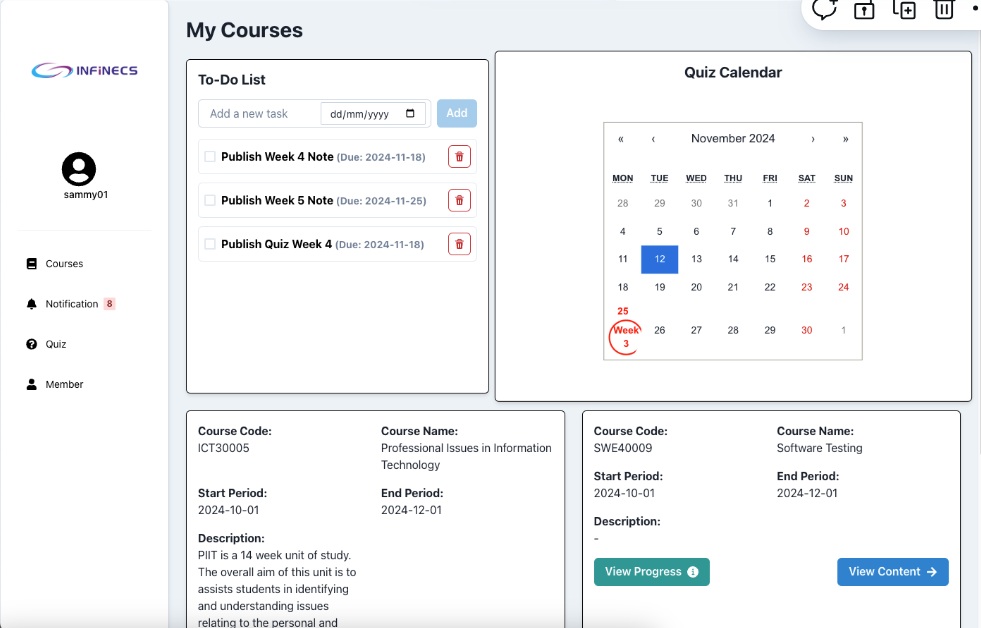 My Courses
INFINECS
sammy01
Courses
Notification 8
Quiz
Member
To-Do List
Add a new task dd/mm/yyyy Add
Publish Week 4 Note (Due: 2024-11-18)
Publish Week 5 Note (Due: 2024-11-25)
Publish Quiz Week 4 (Due: 2024-11-18)
Quiz Calendar
« ‹ November 2024 › »
MON TUE WED THU FRI SAT SUN
28 29 30 31 1 2 3
4 5 6 7 8 9 10
11 12 13 14 15 16 17
18 19 20 21 22 23 24
25 26 27 28 29 30 1
Week
3
Course Code:
ICT30005
Course Name:
Professional Issues in Information
Technology
Start Period:
2024-10-01
End Period:
2024-12-01
Description:
PIIT is a 14 week unit of study.
The overall aim of this unit is to
assists students in identifying
and understanding issues
relating to the personal and
Course Code:
SWE40009
Course Name:
Software Testing
Start Period:
2024-10-01
End Period:
2024-12-01
Description:
-
View Progress
View Content →